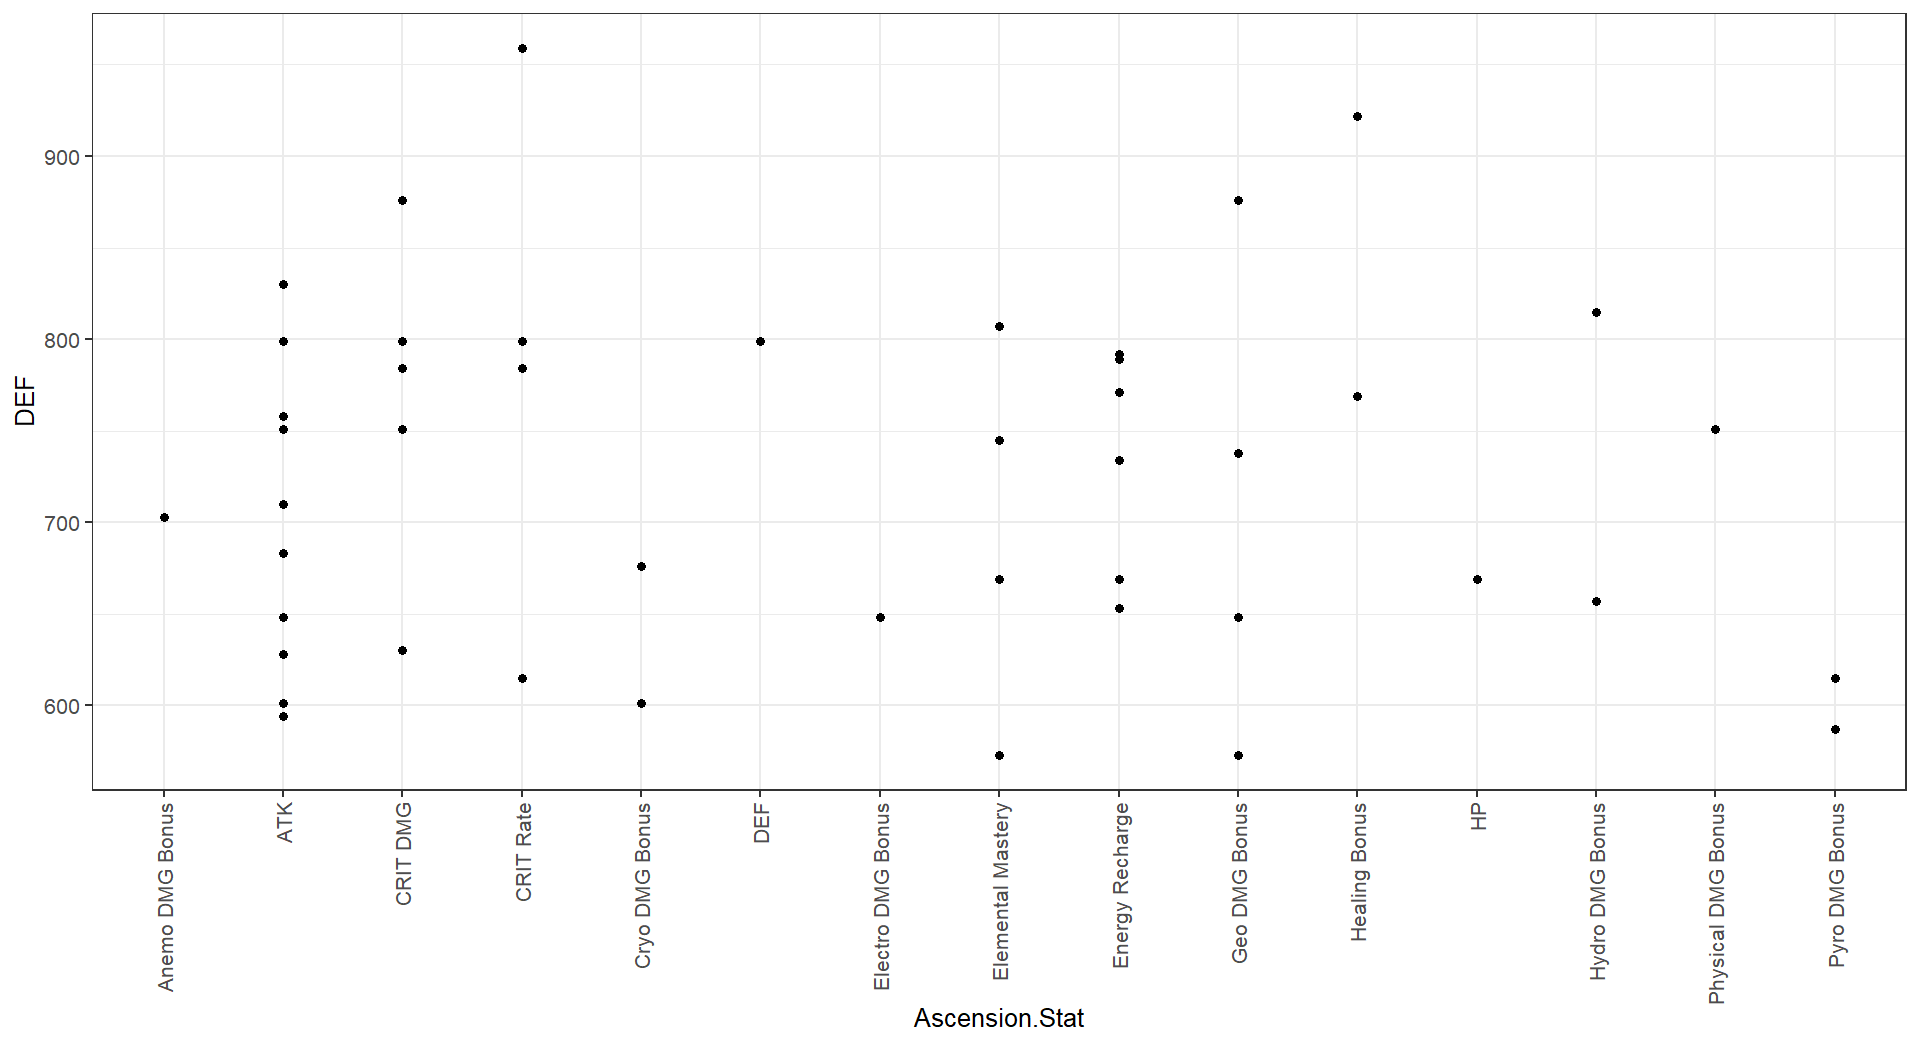 900
800
700
600
DEF
Anemo DMG Bonus
ATK
CRIT DMG
CRIT Rate
Cryo DMG Bonus
DEF
Electro DMG Bonus
Elemental Mastery
Energy Recharge
Geo DMG Bonus
Healing Bonus
HP
Hydro DMG Bonus
Physical DMG Bonus
Pyro DMG Bonus
Ascension.Stat